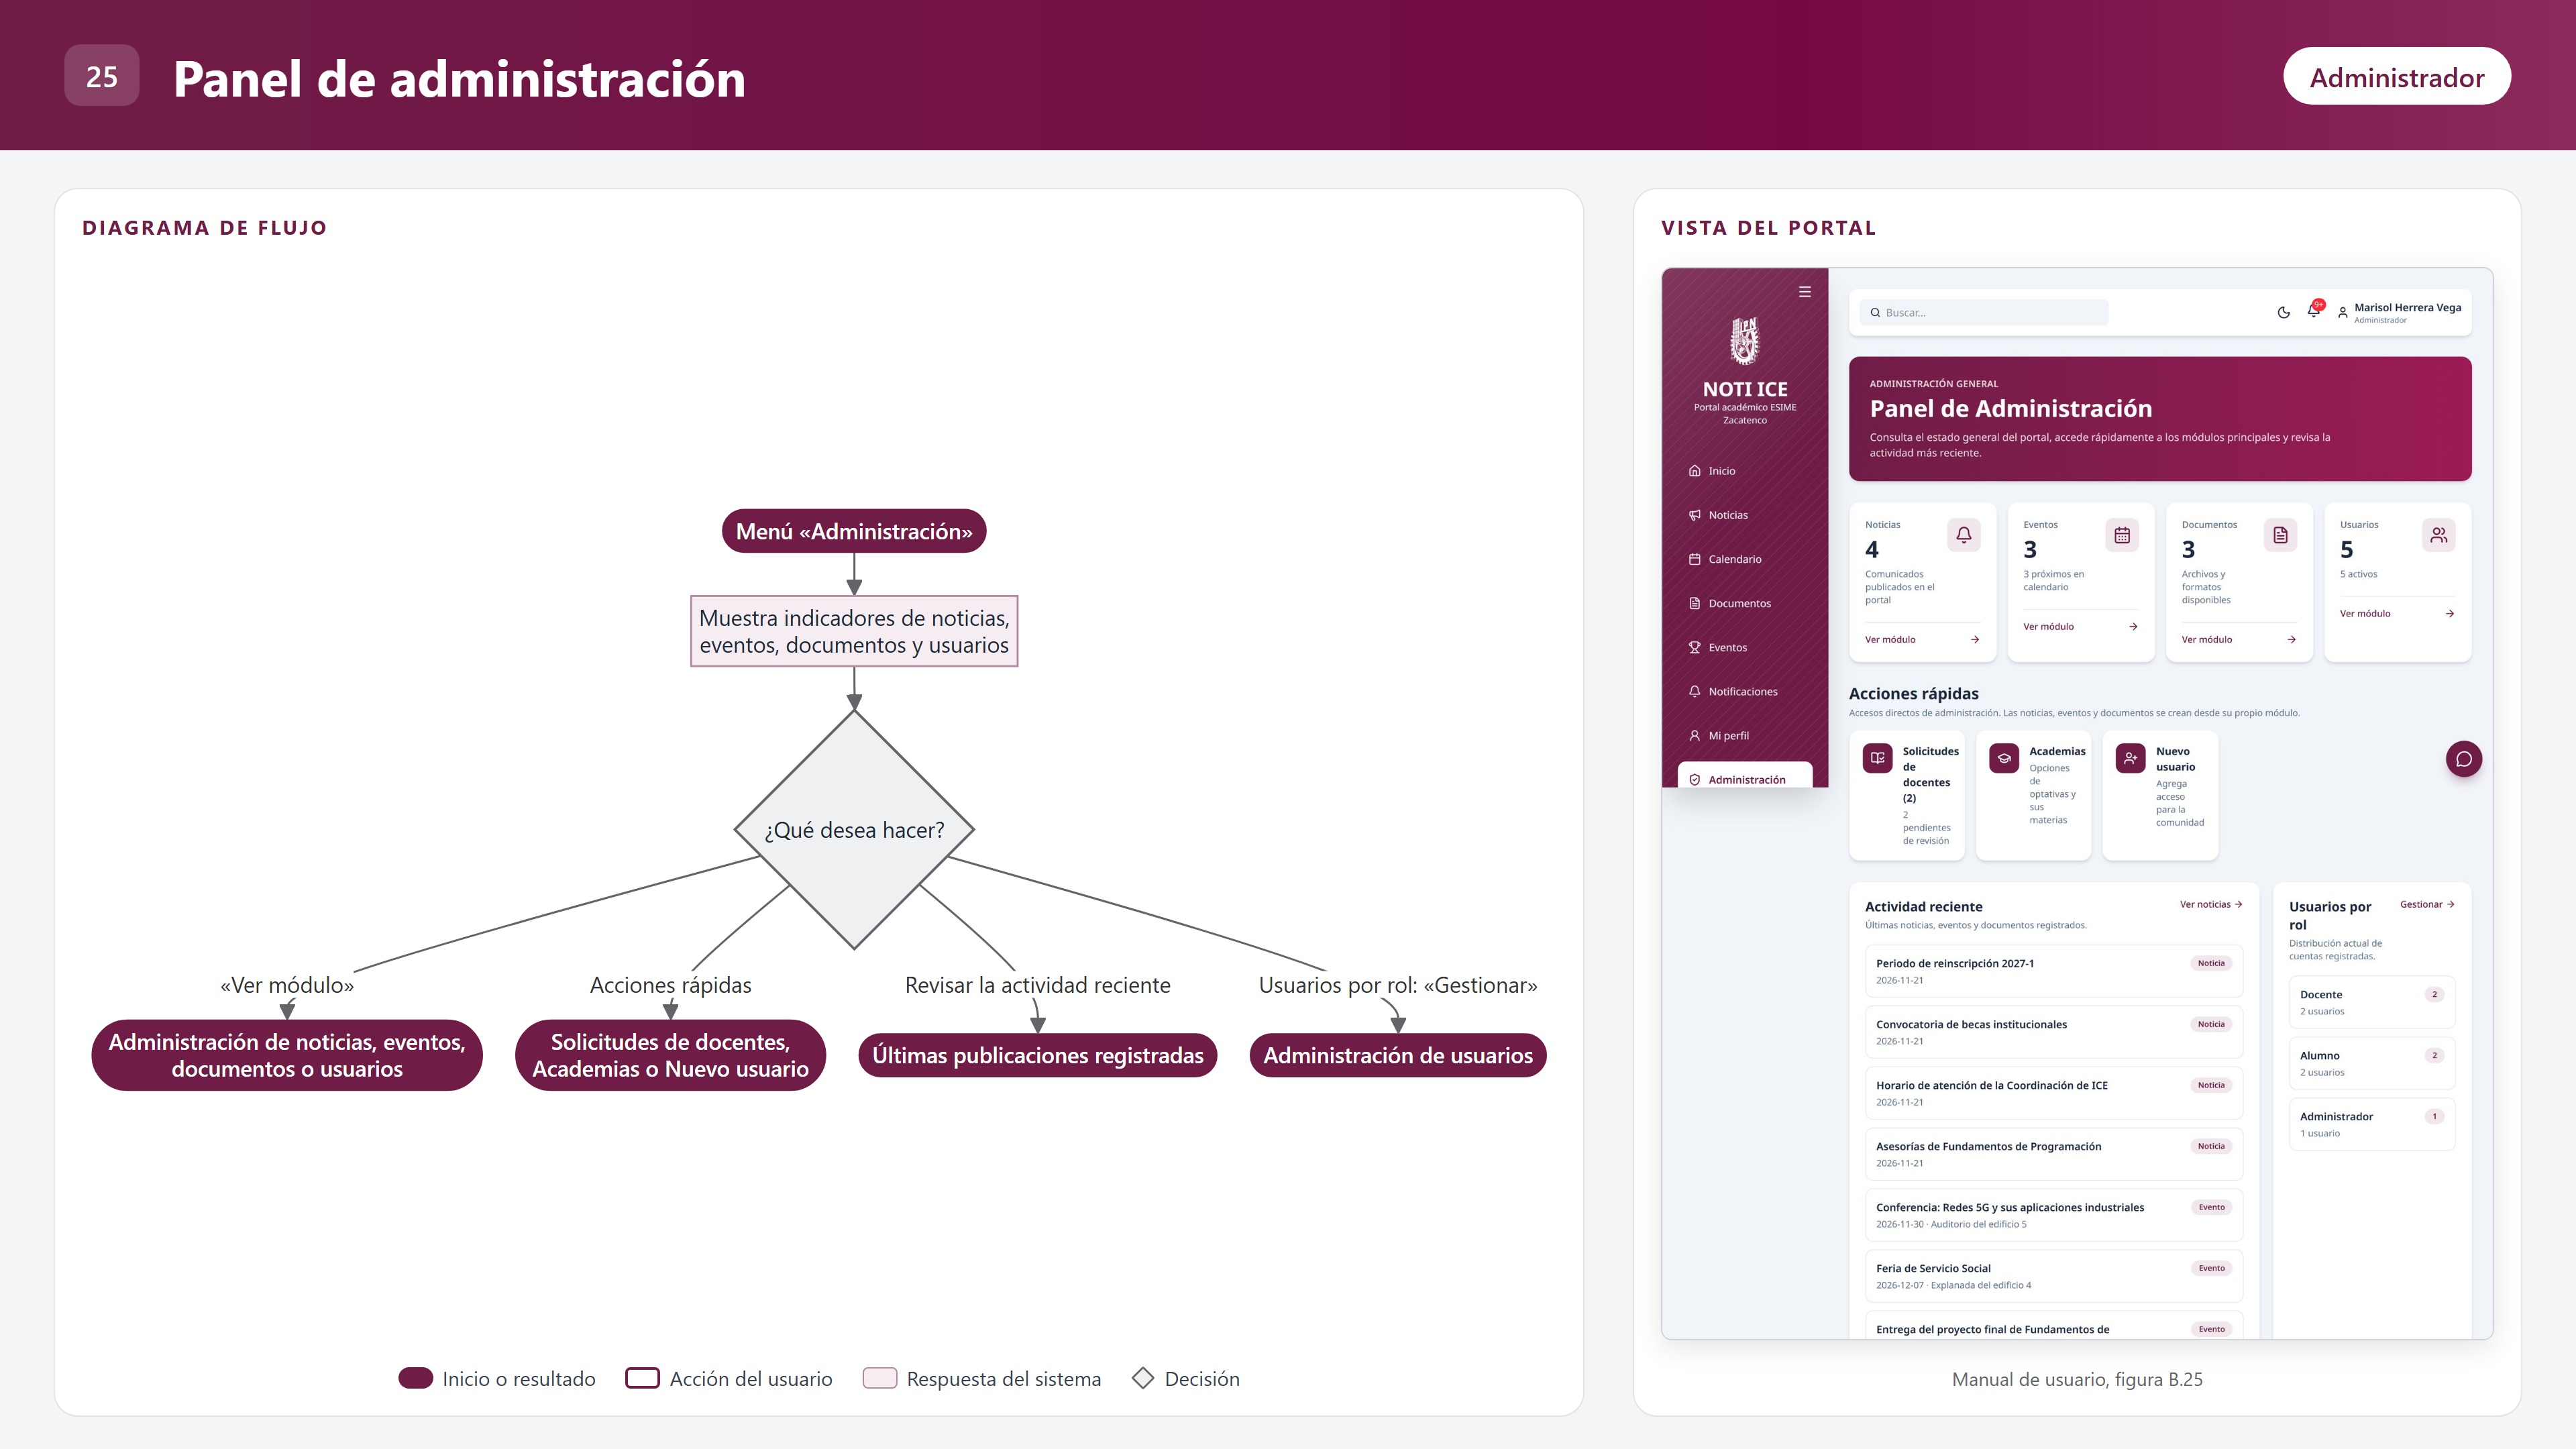 25
Panel de administración
Administrador
DIAGRAMA DE FLUJO
Menú «Administración»
Muestra indicadores de noticias,
eventos, documentos y usuarios
¿Qué desea hacer?
«Ver módulo»
Acciones rápidas
Revisar la actividad reciente
Usuarios por rol: «Gestionar»
Administración de noticias, eventos,
documentos o usuarios
Solicitudes de docentes,
Academias o Nuevo usuario
Últimas publicaciones registradas
Administración de usuarios
Inicio o resultado
Acción del usuario
Respuesta del sistema
Decisión
VISTA DEL PORTAL
NOTI ICE
Portal académico ESIME
Zacatenco
Inicio
Noticias
Calendario
Documentos
Eventos
Notificaciones
Mi perfil
Administración
Buscar...
9+
Marisol Herrera Vega
Administrador
ADMINISTRACIÓN GENERAL
Panel de Administración
Consulta el estado general del portal, accede rápidamente a los módulos principales y revisa la
actividad más reciente.
Noticias
4
Comunicados
publicados en el
portal
Ver módulo
Eventos
3
3 próximos en
calendario
Ver módulo
Documentos
3
Archivos y
formatos
disponibles
Ver módulo
Usuarios
5
5 activos
Ver módulo
Acciones rápidas
Accesos directos de administración. Las noticias, eventos y documentos se crean desde su propio módulo.
Solicitudes
de
docentes
(2)
2
pendientes
de revisión
Academias
Opciones
de
optativas y
sus
materias
Nuevo
usuario
Agrega
acceso
para la
comunidad
Actividad reciente
Ver noticias
Últimas noticias, eventos y documentos registrados.
Periodo de reinscripción 2027-1
Noticia
2026-11-21
Convocatoria de becas institucionales
Noticia
2026-11-21
Horario de atención de la Coordinación de ICE
Noticia
2026-11-21
Asesorías de Fundamentos de Programación
Noticia
2026-11-21
Conferencia: Redes 5G y sus aplicaciones industriales
Evento
2026-11-30 · Auditorio del edificio 5
Feria de Servicio Social
Evento
2026-12-07 · Explanada del edificio 4
Entrega del proyecto final de Fundamentos de
Evento
Usuarios por
rol
Gestionar
Distribución actual de
cuentas registradas.
Docente
2
2 usuarios
Alumno
2
2 usuarios
Administrador
1
1 usuario
Manual de usuario, figura B.25